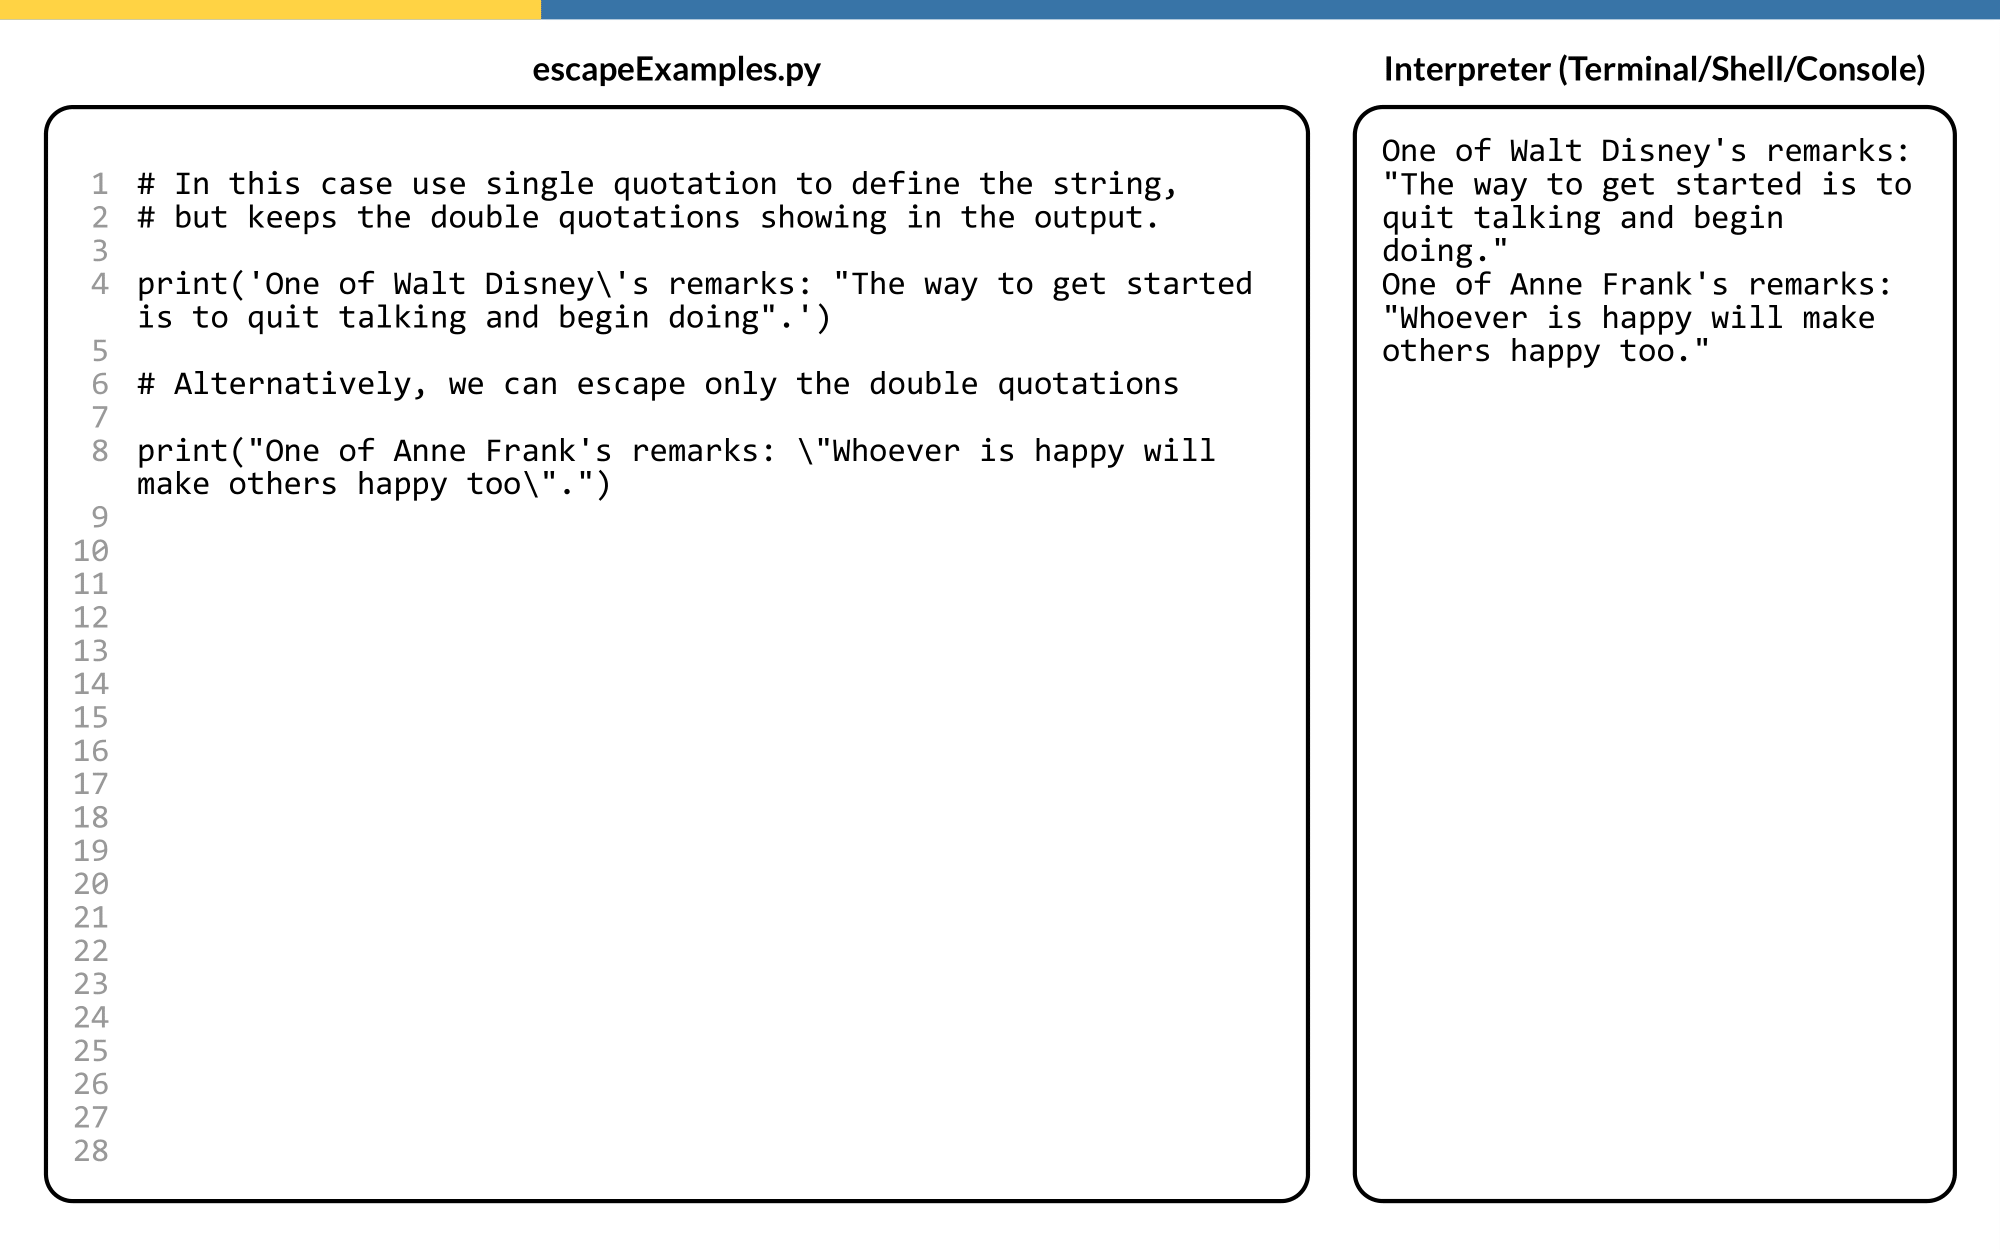 escapeExamples.py
1 # In this case use single quotation to define the string,
2 # but keeps the double quotations showing in the output.
3
4 print('One of Walt Disney\'s remarks: "The way to get started
is to quit talking and begin doing".')
5
6 # Alternatively, we can escape only the double quotations
7
8 print("One of Anne Frank's remarks: \"Whoever is happy will
make others happy too\".")
9
10
11
12
13
14
15
16
17
18
19
20
21
22
23
24
25
26
27
28
Interpreter (Terminal/Shell/Console)
One of Walt Disney's remarks:
"The way to get started is to
quit talking and begin
doing."
One of Anne Frank's remarks:
"Whoever is happy will make
others happy too."